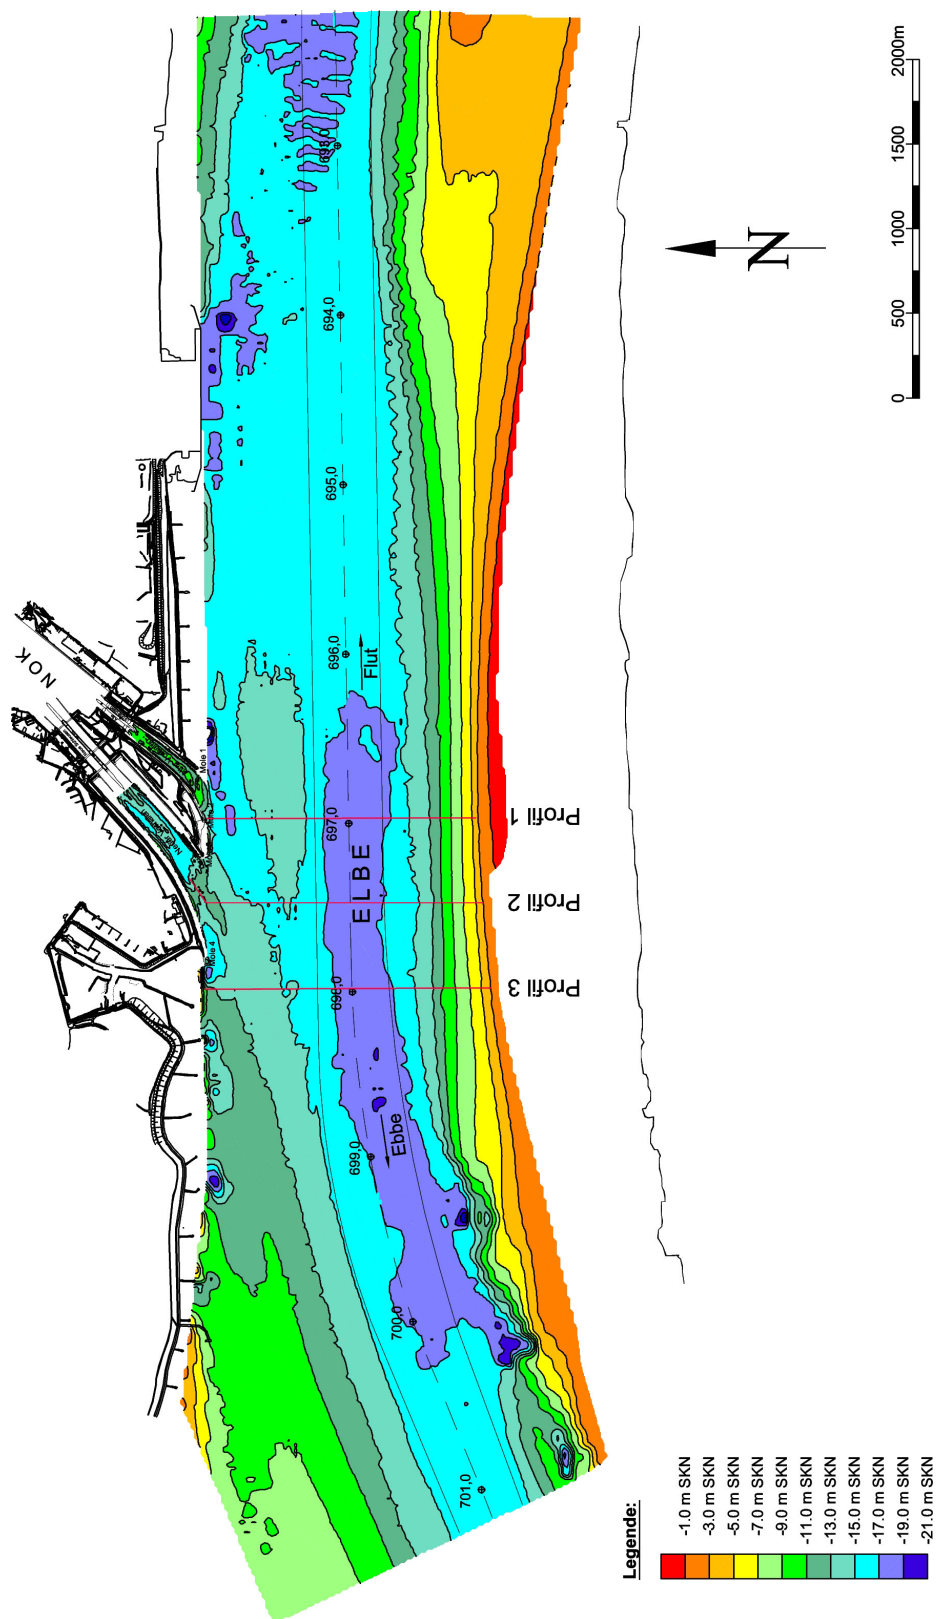 NOK
Mole 1
Mole 4
693,0
694,0
695,0
696,0
Flut
697,0
ELBE
698,0
Ebbe
699,0
700,0
701,0
Profil 1
Profil 2
Profil 3
N
0 500 1000 1500 2000m
Legende:
-1.0 m SKN
-3.0 m SKN
-5.0 m SKN
-7.0 m SKN
-9.0 m SKN
-11.0 m SKN
-13.0 m SKN
-15.0 m SKN
-17.0 m SKN
-19.0 m SKN
-21.0 m SKN